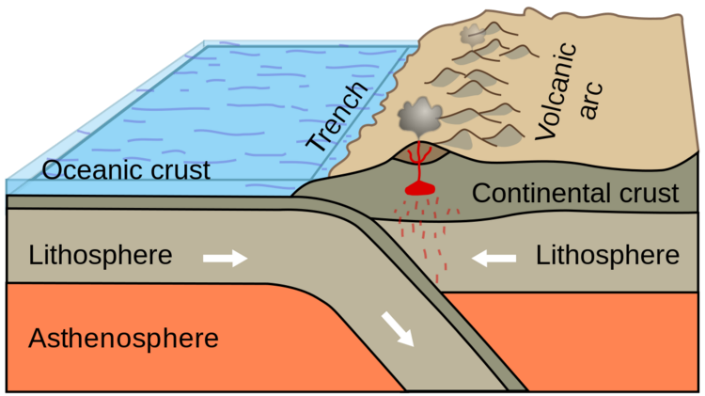 Trench
Volcanic
arc
Oceanic crust
Continental crust
Lithosphere
Lithosphere
Asthenosphere